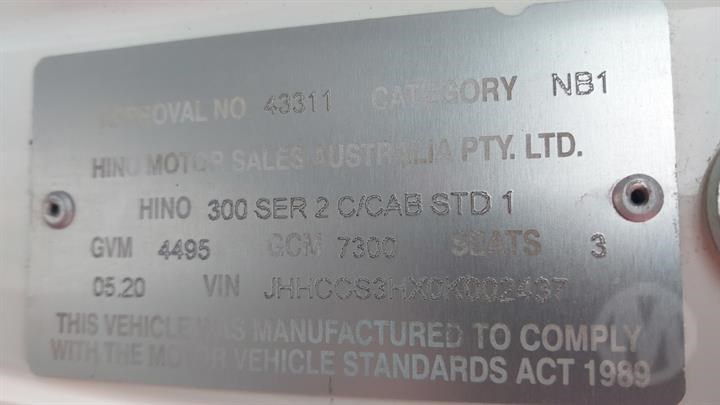 APPROVAL NO 43311 CATEGORY NB1
HINO MOTOR SALES AUSTRALIA PTY. LTD.
HINO 300 SER 2 C/CAB STD 1
GVM 4495 GCM 7300 SEATS 3
05.20 VIN JHHCCS3HX0K002437
THIS VEHICLE WAS MANUFACTURED TO COMPLY
WITH THE MOTOR VEHICLE STANDARDS ACT 1989